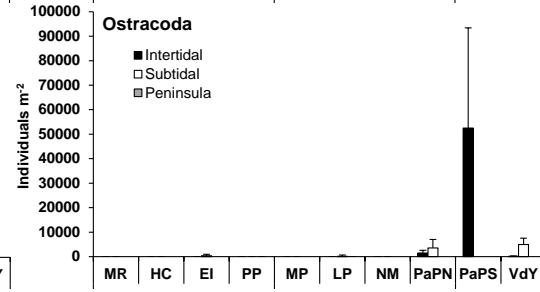 Ostracoda
Intertidal
Subtidal
Peninsula
Individuals m-2
100000
90000
80000
70000
60000
50000
40000
30000
20000
10000
0
MR HC EI PP MP LP NM PaPN PaPS VdY